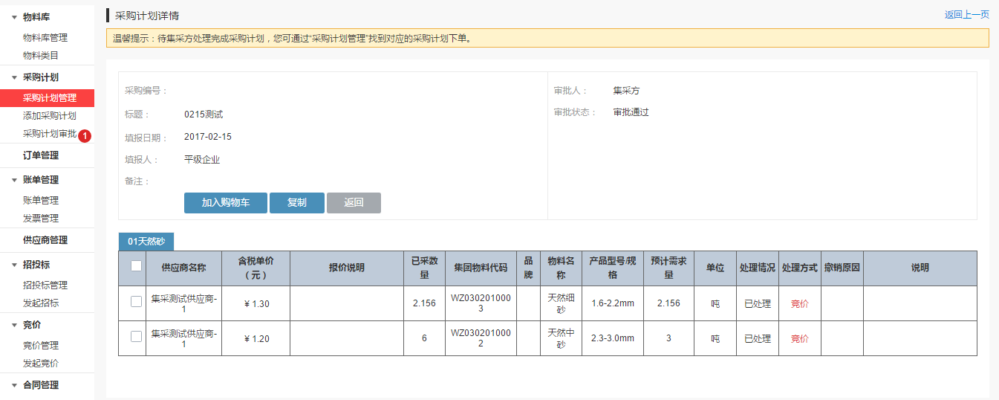 物料库
物料库管理
物料类目
采购计划
采购计划管理
添加采购计划
采购计划审批 1
订单管理
账单管理
账单管理
发票管理
供应商管理
招投标
招投标管理
发起招标
竞价
竞价管理
发起竞价
合同管理
采购计划详情
返回上一页
温馨提示：待集采方处理完成采购计划，您可通过“采购计划管理”找到对应的采购计划下单。
采购编号：
标题： 0215测试
填报日期： 2017-02-15
填报人： 平级企业
备注：
加入购物车 复制 返回
审批人： 集采方
审批状态： 审批通过
01天然砂
供应商名称 含税单价（元） 报价说明 已采数量 集团物料代码 品牌 物料名称 产品型号/规格 预计需求量 单位 处理情况 处理方式 撤销原因 说明
集采测试供应商-1 ¥ 1.30 2.156 WZ0302010003 天然细砂 1.6-2.2mm 2.156 吨 已处理 竞价
集采测试供应商-1 ¥ 1.20 6 WZ0302010002 天然中砂 2.3-3.0mm 3 吨 已处理 竞价